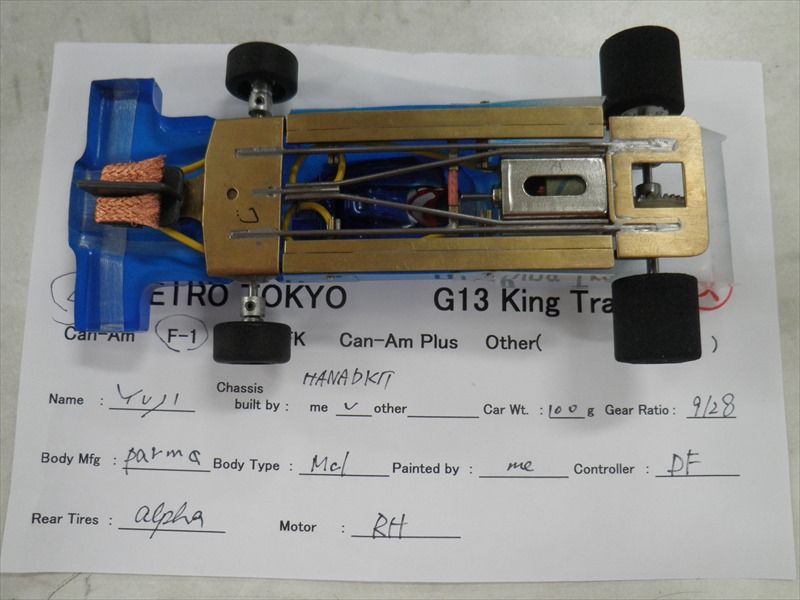 ETRO TOKYO G13 King Tra
Can-Am F-1 K Can-Am Plus Other( )
Name : Yuji Chassis built by : HANADKIT me v other Car Wt. : 100 g Gear Ratio : 9/28
Body Mfg : parma Body Type : Mcl Painted by : me Controller : DF
Rear Tires : alpha Motor : RH